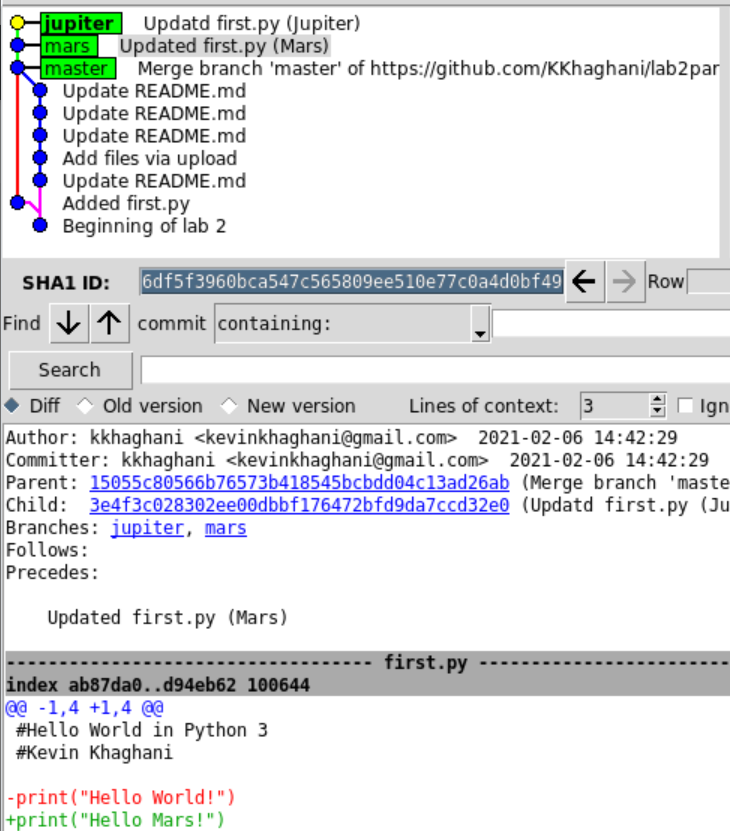 jupiter Updatd first.py (Jupiter)
mars Updated first.py (Mars)
master Merge branch 'master' of https://github.com/KKhaghani/lab2par
Update README.md
Update README.md
Update README.md
Add files via upload
Update README.md
Added first.py
Beginning of lab 2
SHA1 ID: 6df5f3960bca547c565809ee510e77c0a4d0bf49 Row
Find commit containing:
Search
Diff Old version New version Lines of context: 3 Ign
Author: kkhaghani <kevinkhaghani@gmail.com> 2021-02-06 14:42:29
Committer: kkhaghani <kevinkhaghani@gmail.com> 2021-02-06 14:42:29
Parent: 15055c80566b76573b418545bcbdd04c13ad26ab (Merge branch 'maste
Child: 3e4f3c028302ee00dbbf176472bfd9da7ccd32e0 (Updatd first.py (Ju
Branches: jupiter, mars
Follows:
Precedes:
Updated first.py (Mars)
---------------------------------- first.py -----------------------
index ab87da0..d94eb62 100644
@@ -1,4 +1,4 @@
#Hello World in Python 3
#Kevin Khaghani
-print("Hello World!")
+print("Hello Mars!")